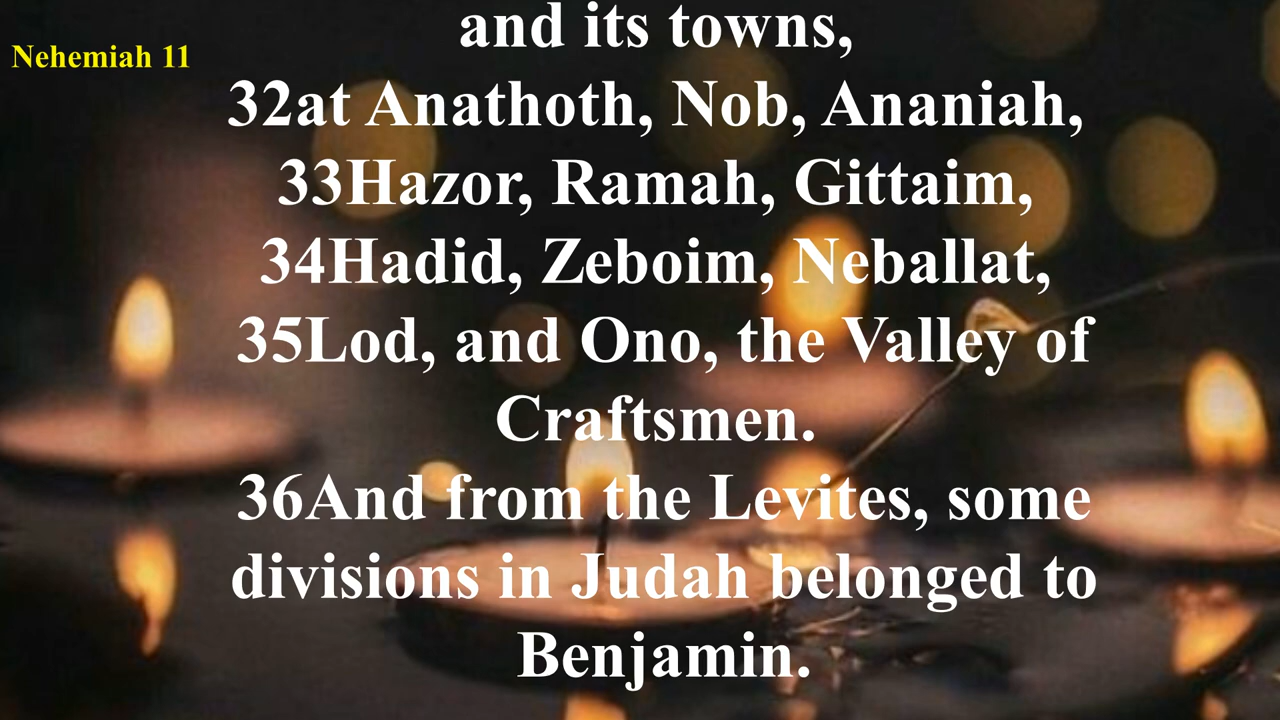 Nehemiah 11
and its towns,
32at Anathoth, Nob, Ananiah,
33Hazor, Ramah, Gittaim,
34Hadid, Zeboim, Neballat,
35Lod, and Ono, the Valley of
Craftsmen.
36And from the Levites, some
divisions in Judah belonged to
Benjamin.